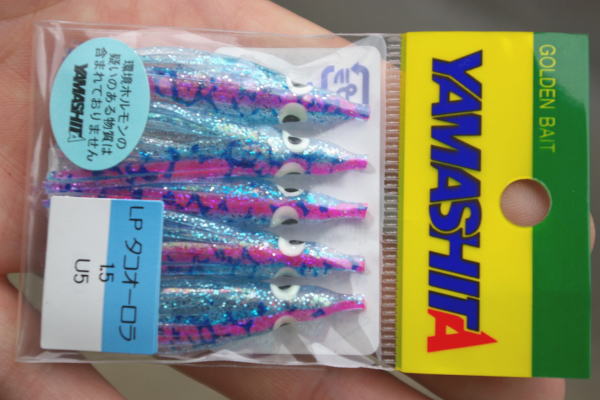 GOLDEN BAIT
YAMASHITA
環境ホルモンの
疑いのある物質は
含まれておりません
YAMASHITA
LP タコオーロラ
1.5
U5